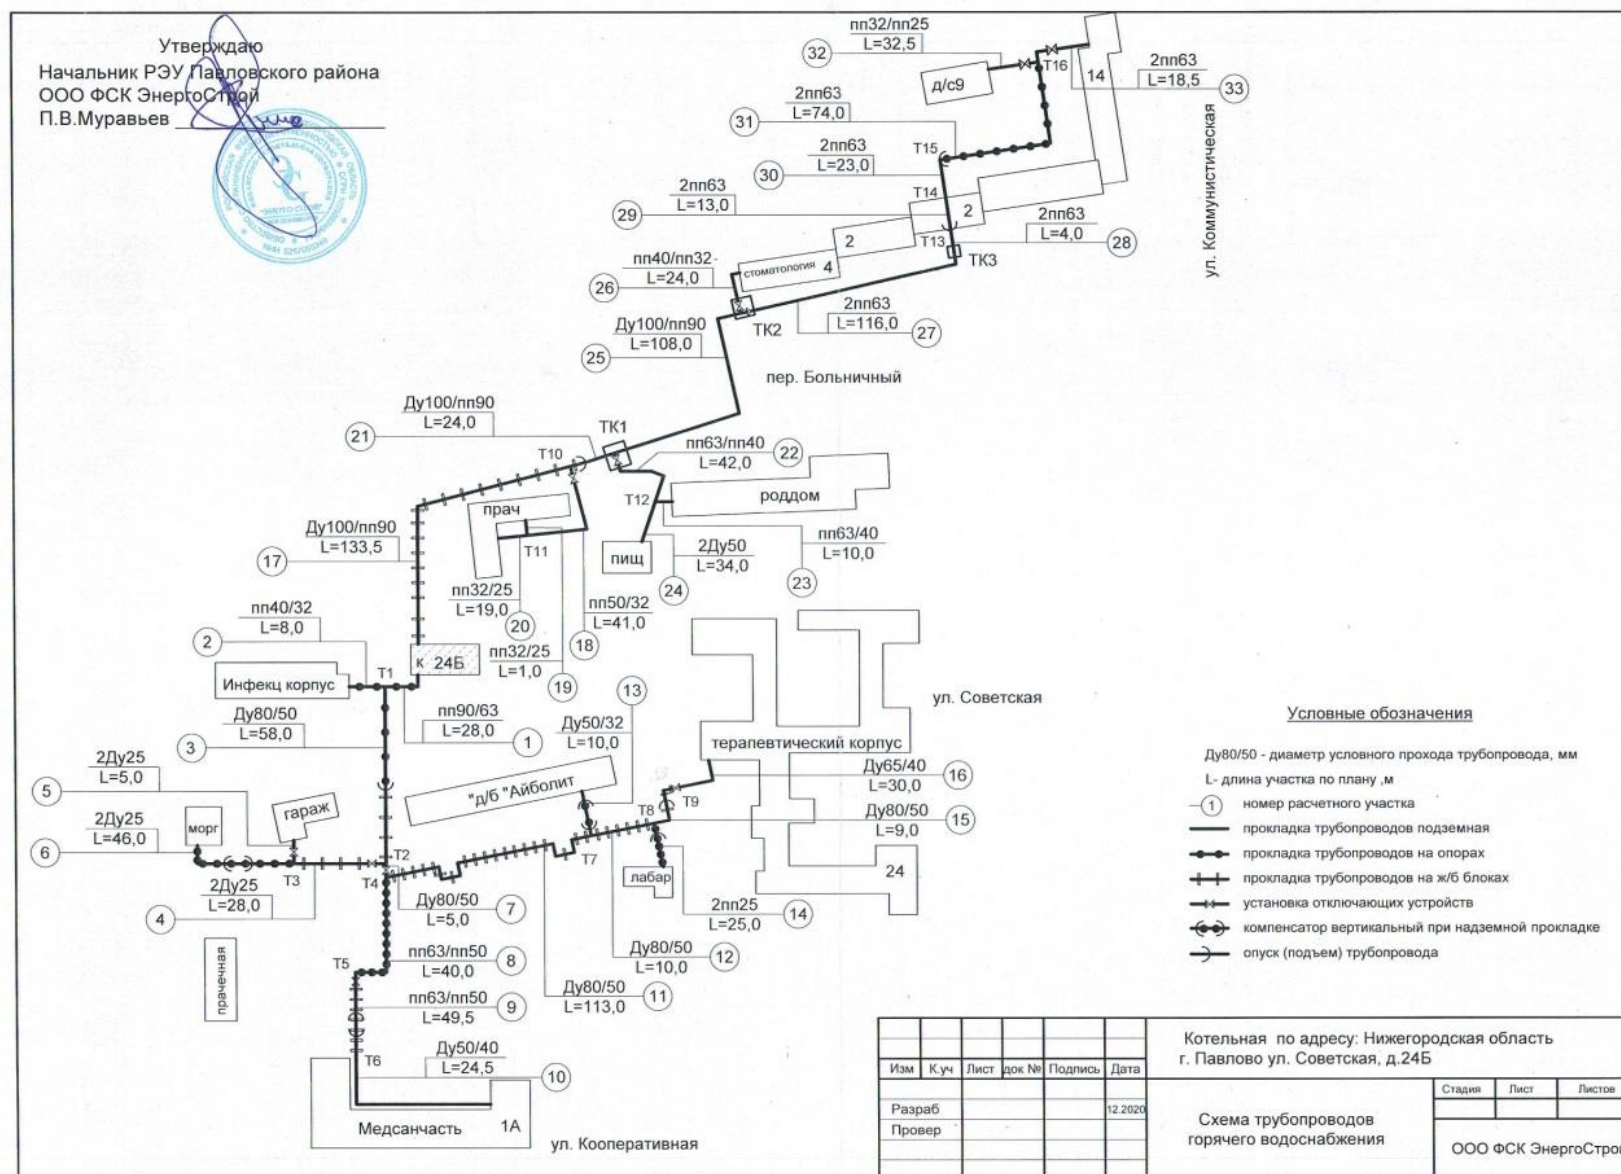 Утверждаю
Начальник РЭУ Павловского района
ООО ФСК ЭнергоСтрой
П.В.Муравьев
пп32/пп25
L=32,5
32
д/с9
Т16
14
2пп63
L=18,5
33
2пп63
L=74,0
31
Т15
2пп63
L=23,0
30
ул. Коммунистическая
2пп63
L=13,0
29
Т14
2
2
Т13
2пп63
L=4,0
28
ТК3
пп40/пп32
L=24,0
26
стоматология 4
ТК2
2пп63
L=116,0
27
Ду100/пп90
L=108,0
25
пер. Больничный
Ду100/пп90
L=24,0
21
ТК1
Т10
пп63/пп40
L=42,0
22
Т12
роддом
прач
Т11
пищ
2Ду50
L=34,0
24
пп63/40
L=10,0
23
Ду100/пп90
L=133,5
17
пп32/25
L=19,0
20
пп50/32
L=41,0
18
пп32/25
L=1,0
19
пп40/32
L=8,0
2
к 24Б
Т1
Инфекц корпус
Ду80/50
L=58,0
3
пп90/63
L=28,0
1
13
Ду50/32
L=10,0
ул. Советская
терапевтический корпус
Ду65/40
L=30,0
16
2Ду25
L=5,0
5
гараж
"д/б "Айболит
Т8
Т9
Ду80/50
L=9,0
15
2Ду25
L=46,0
6
морг
Т2
Т3
Т4
Т7
лабар
24
2Ду25
L=28,0
4
Ду80/50
L=5,0
7
2пп25
L=25,0
14
прачечная
Т5
пп63/пп50
L=40,0
8
Ду80/50
L=10,0
12
Ду80/50
L=113,0
11
пп63/пп50
L=49,5
9
Т6
Ду50/40
L=24,5
10
Медсанчасть 1А
ул. Кооперативная
Условные обозначения
Ду80/50 - диаметр условного прохода трубопровода, мм
L- длина участка по плану ,м
1 номер расчетного участка
прокладка трубопроводов подземная
прокладка трубопроводов на опорах
прокладка трубопроводов на ж/б блоках
установка отключающих устройств
компенсатор вертикальный при надземной прокладке
опуск (подъем) трубопровода
Котельная по адресу: Нижегородская область
г. Павлово ул. Советская, д.24Б
Изм К.уч Лист док № Подпись Дата
Разраб 12.2020
Провер
Схема трубопроводов
горячего водоснабжения
Стадия Лист Листов
ООО ФСК ЭнергоСтрой